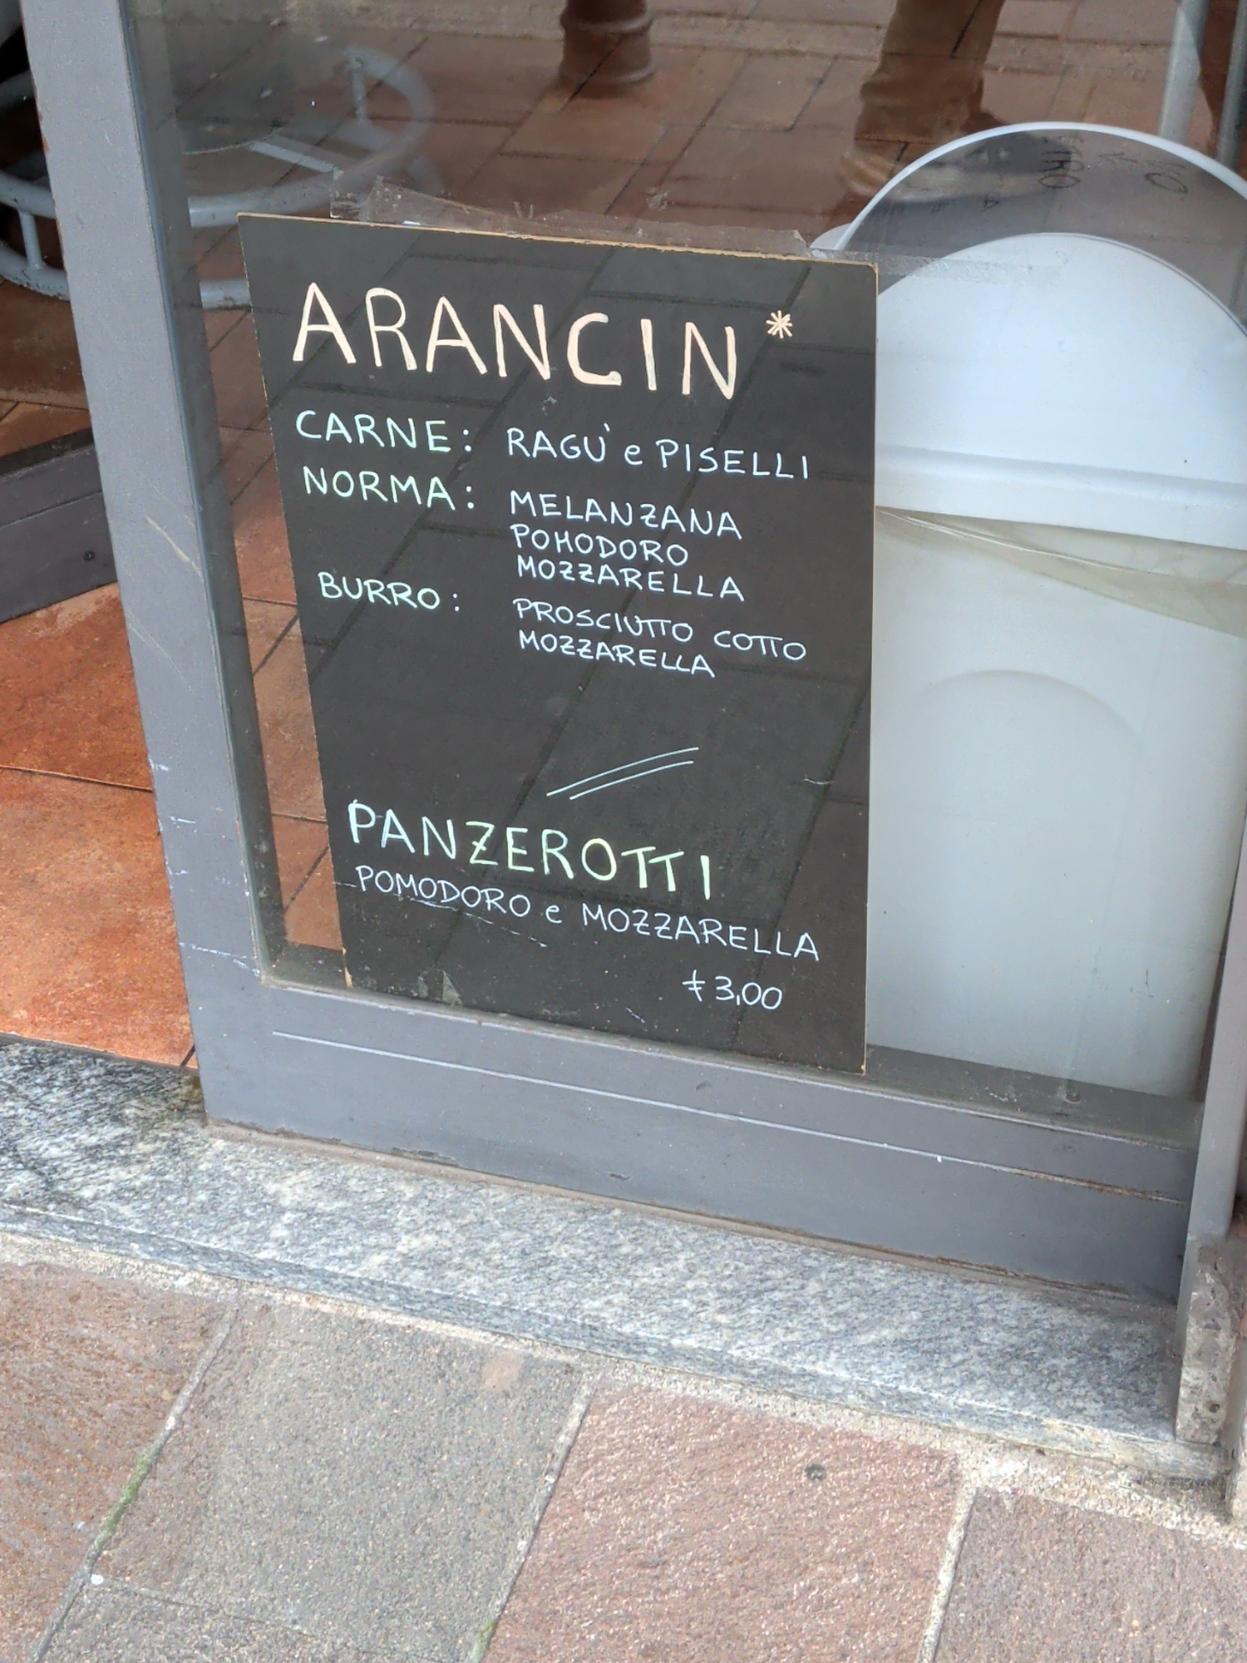 ARANCIN*
CARNE: RAGÙ e PISELLI
NORMA: MELANZANA
POMODORO
MOZZARELLA
BURRO: PROSCIUTTO COTTO
MOZZARELLA
PANZEROTTI
POMODORO e MOZZARELLA
€ 3,00